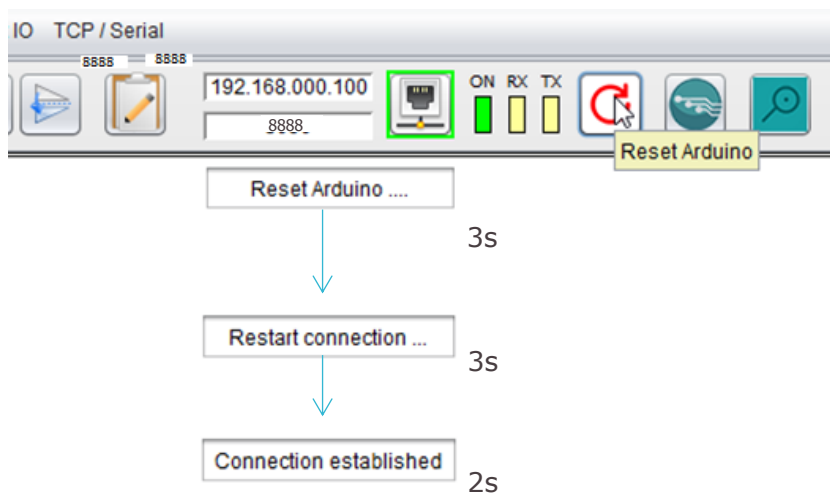 IO TCP / Serial
8888 8888
192.168.000.100
8888
ON RX TX
Reset Arduino
Reset Arduino ....
3s
Restart connection ...
3s
Connection established
2s